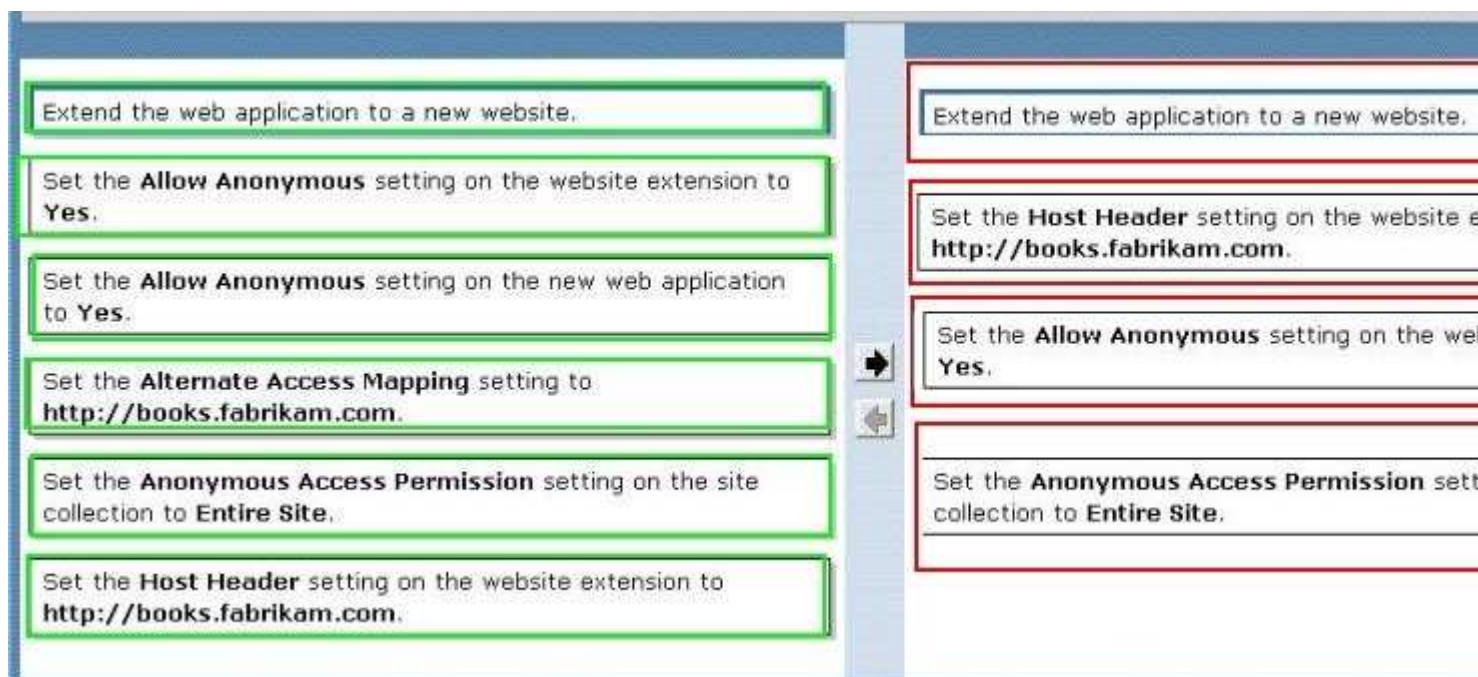 Extend the web application to a new website.
Set the Allow Anonymous setting on the website extension to
Yes.
Set the Allow Anonymous setting on the new web application
to Yes.
Set the Alternate Access Mapping setting to
http://books.fabrikam.com.
Set the Anonymous Access Permission setting on the site
collection to Entire Site.
Set the Host Header setting on the website extension to
http://books.fabrikam.com.
Extend the web application to a new website.
Set the Host Header setting on the website
http://books.fabrikam.com.
Set the Allow Anonymous setting on the
Yes.
Set the Anonymous Access Permission
collection to Entire Site.